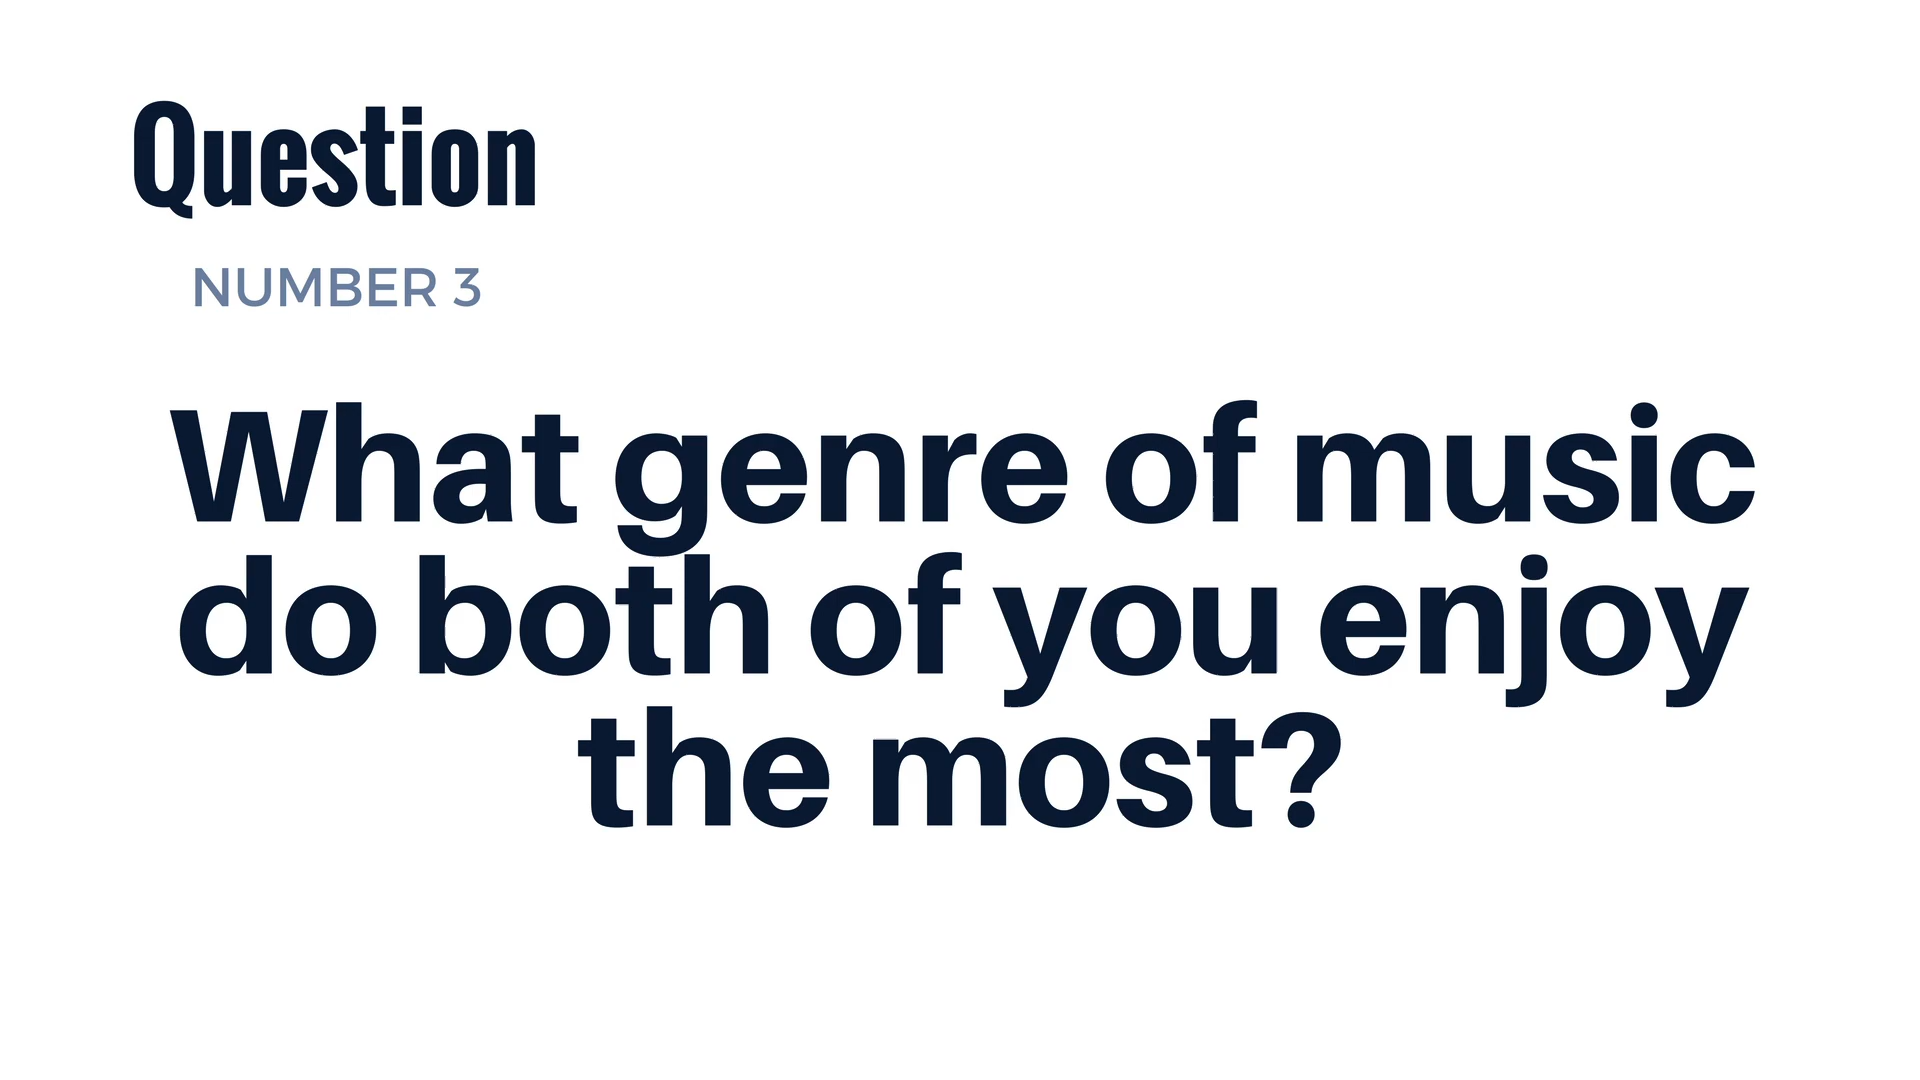 Question
NUMBER 3
What genre of music
do both of you enjoy
the most?